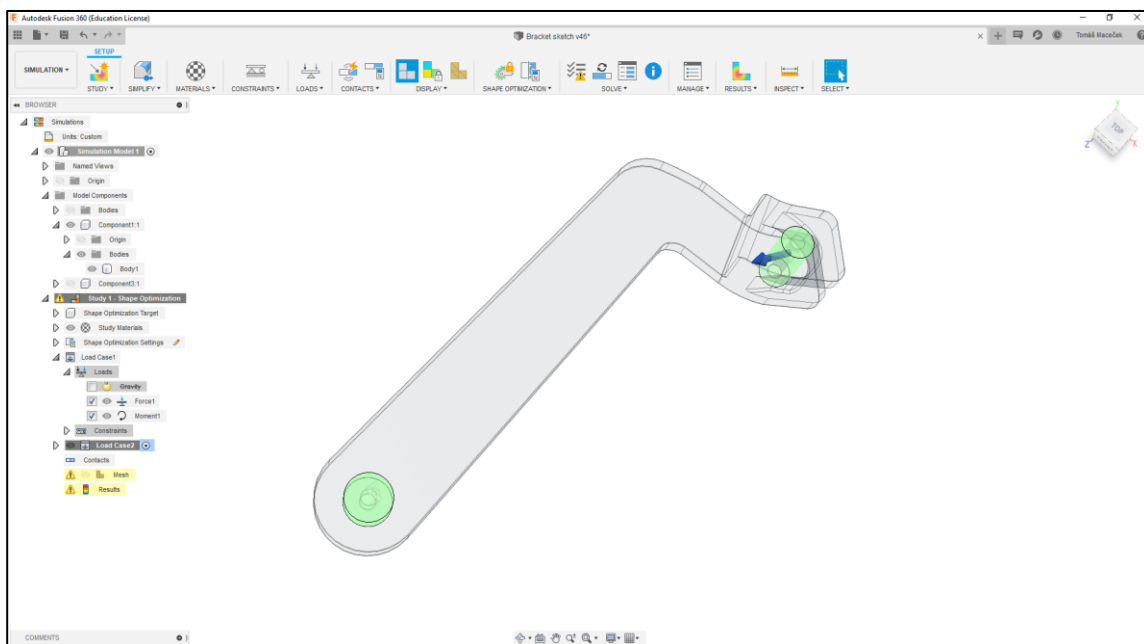 Autodesk Fusion 360 (Education License)
Bracket sketch v46*
Tomáš Maceček
SETUP
SIMULATION
STUDY
SIMPLIFY
MATERIALS
CONSTRAINTS
LOADS
CONTACTS
DISPLAY
SHAPE OPTIMIZATION
SOLVE
MANAGE
RESULTS
INSPECT
SELECT
BROWSER
Simulations
Units: Custom
Simulation Model 1
Named Views
Origin
Model Components
Bodies
Component1:1
Origin
Bodies
Body1
Component3:1
Study 1 - Shape Optimization
Shape Optimization Target
Study Materials
Shape Optimization Settings
Load Case1
Loads
Gravity
Force1
Moment1
Constraints
Load Case2
Contacts
Mesh
Results
TOP
Y
Z
X
COMMENTS